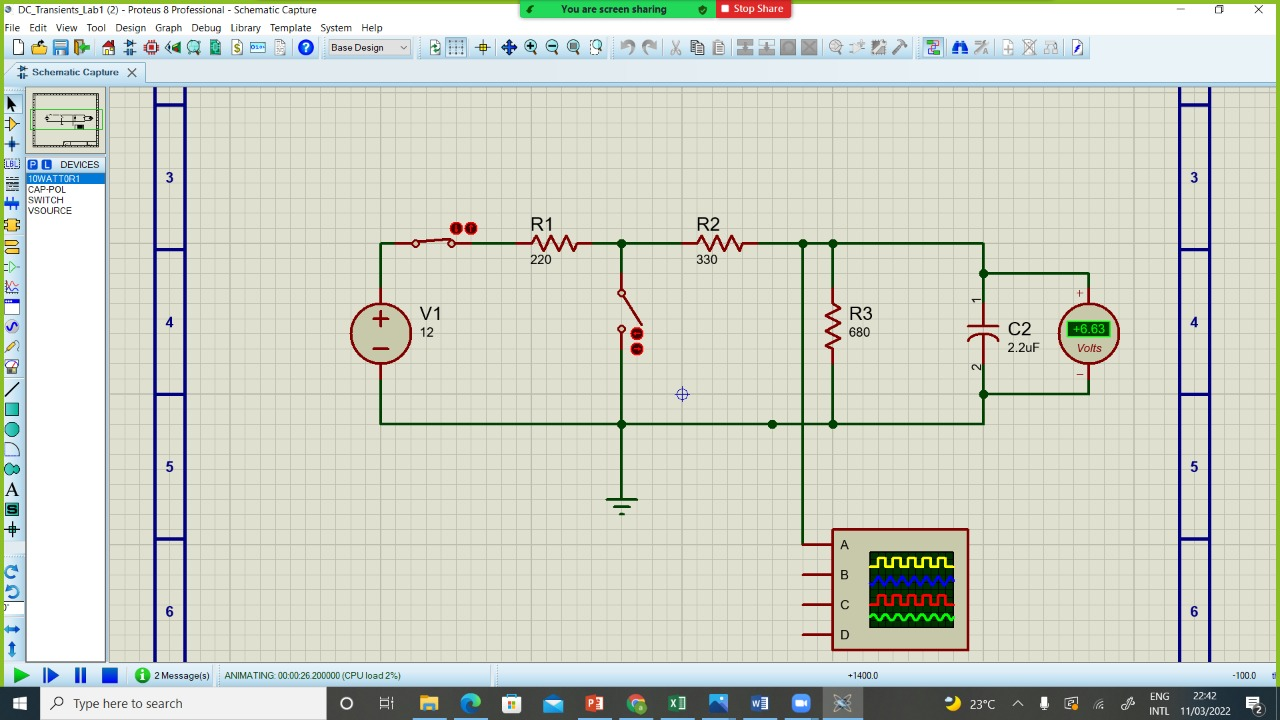 DC_Transients_Lab1 (2) - Proteus 8 Professional - Schematic Capture
You are screen sharing
Stop Share
File Edit View Tool Design Graph Debug Library Template System Help
Base Design
Schematic Capture
P L DEVICES
10WATT0R1
CAP-POL
SWITCH
VSOURCE
LBL
A
S
3
3
4
4
5
5
6
6
R1
220
R2
330
V1
12
R3
680
1
C2
2.2uF
2
+
+6.63
Volts
−
A
B
C
D
2 Message(s)
ANIMATING: 00:00:26.200000 (CPU load 2%)
+1400.0
-100.0
Type here to search
23°C
ENG
INTL
22:42
11/03/2022
2